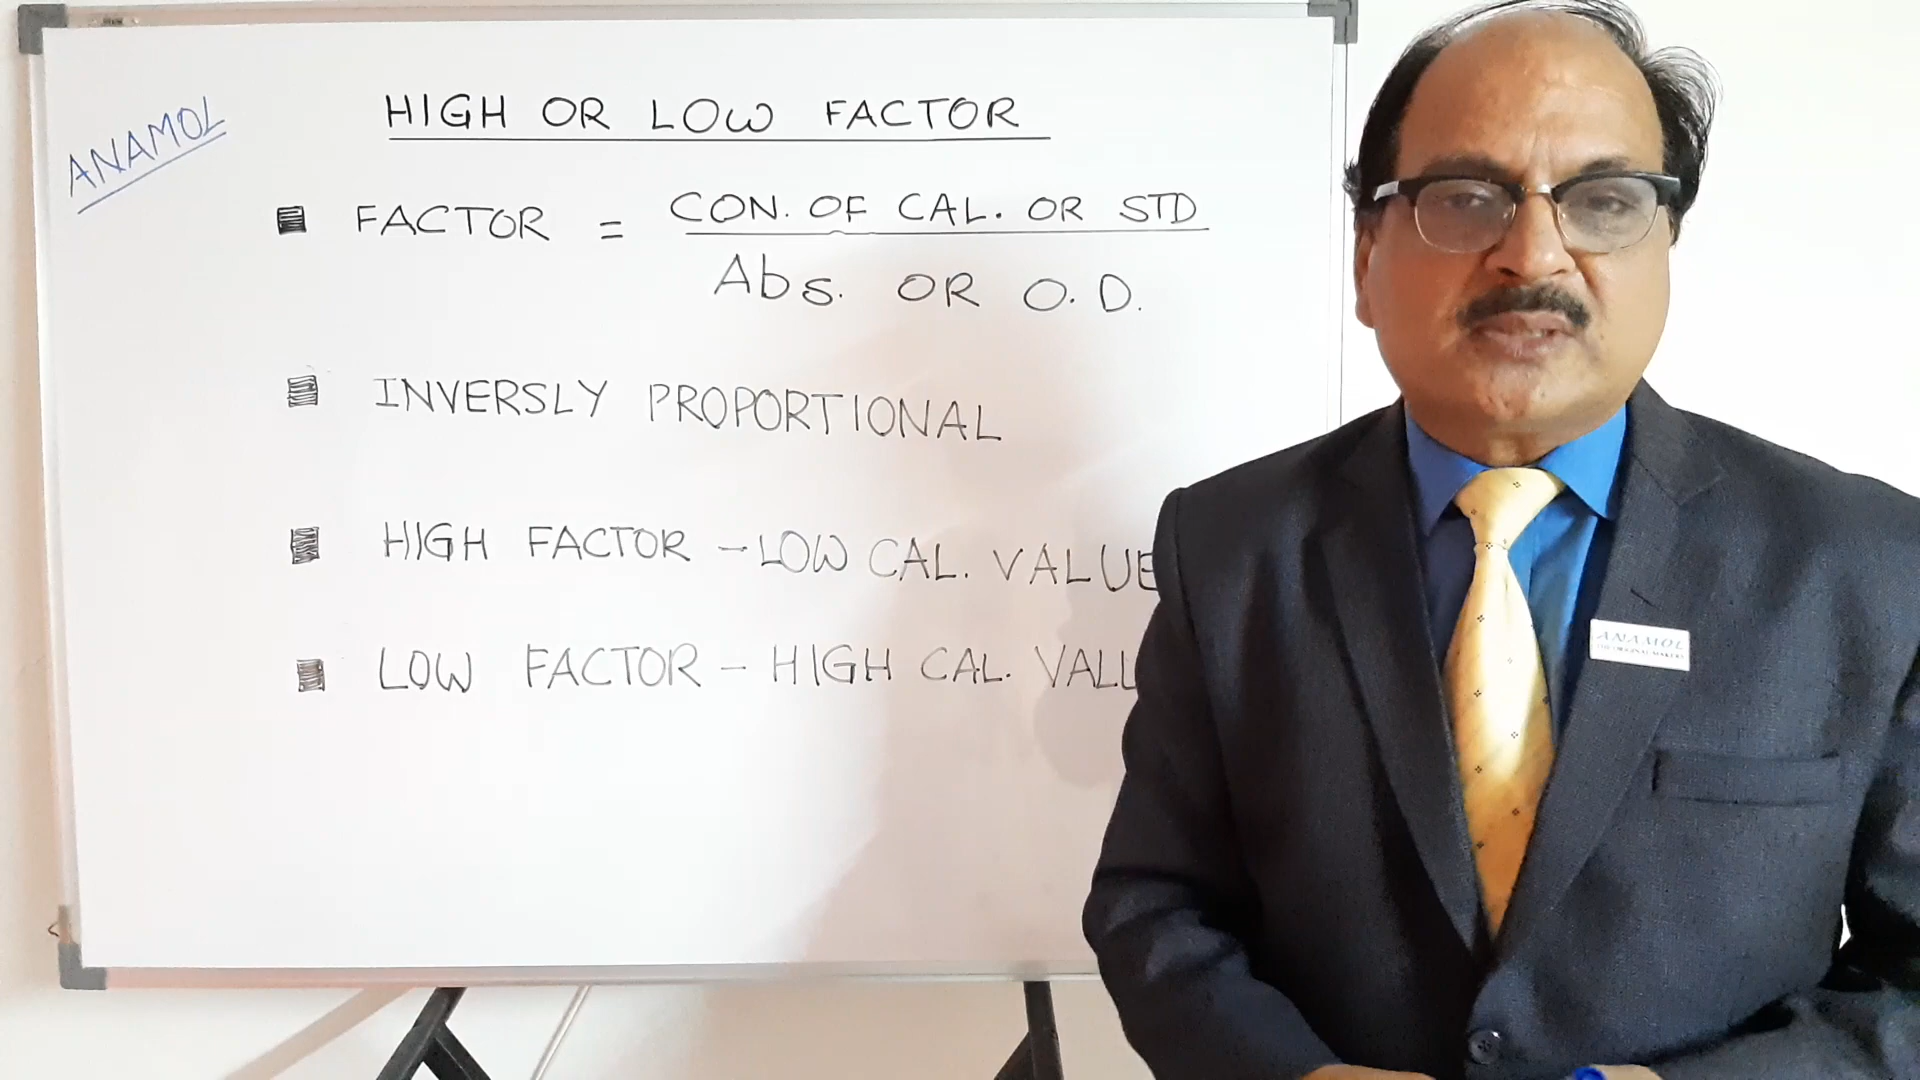 ANAMOL
HIGH OR LOW FACTOR
FACTOR = CON. OF CAL. OR STD
Abs. OR O.D.
INVERSLY PROPORTIONAL
HIGH FACTOR - LOW CAL. VALUE
LOW FACTOR - HIGH CAL. VALU
ANAMOL